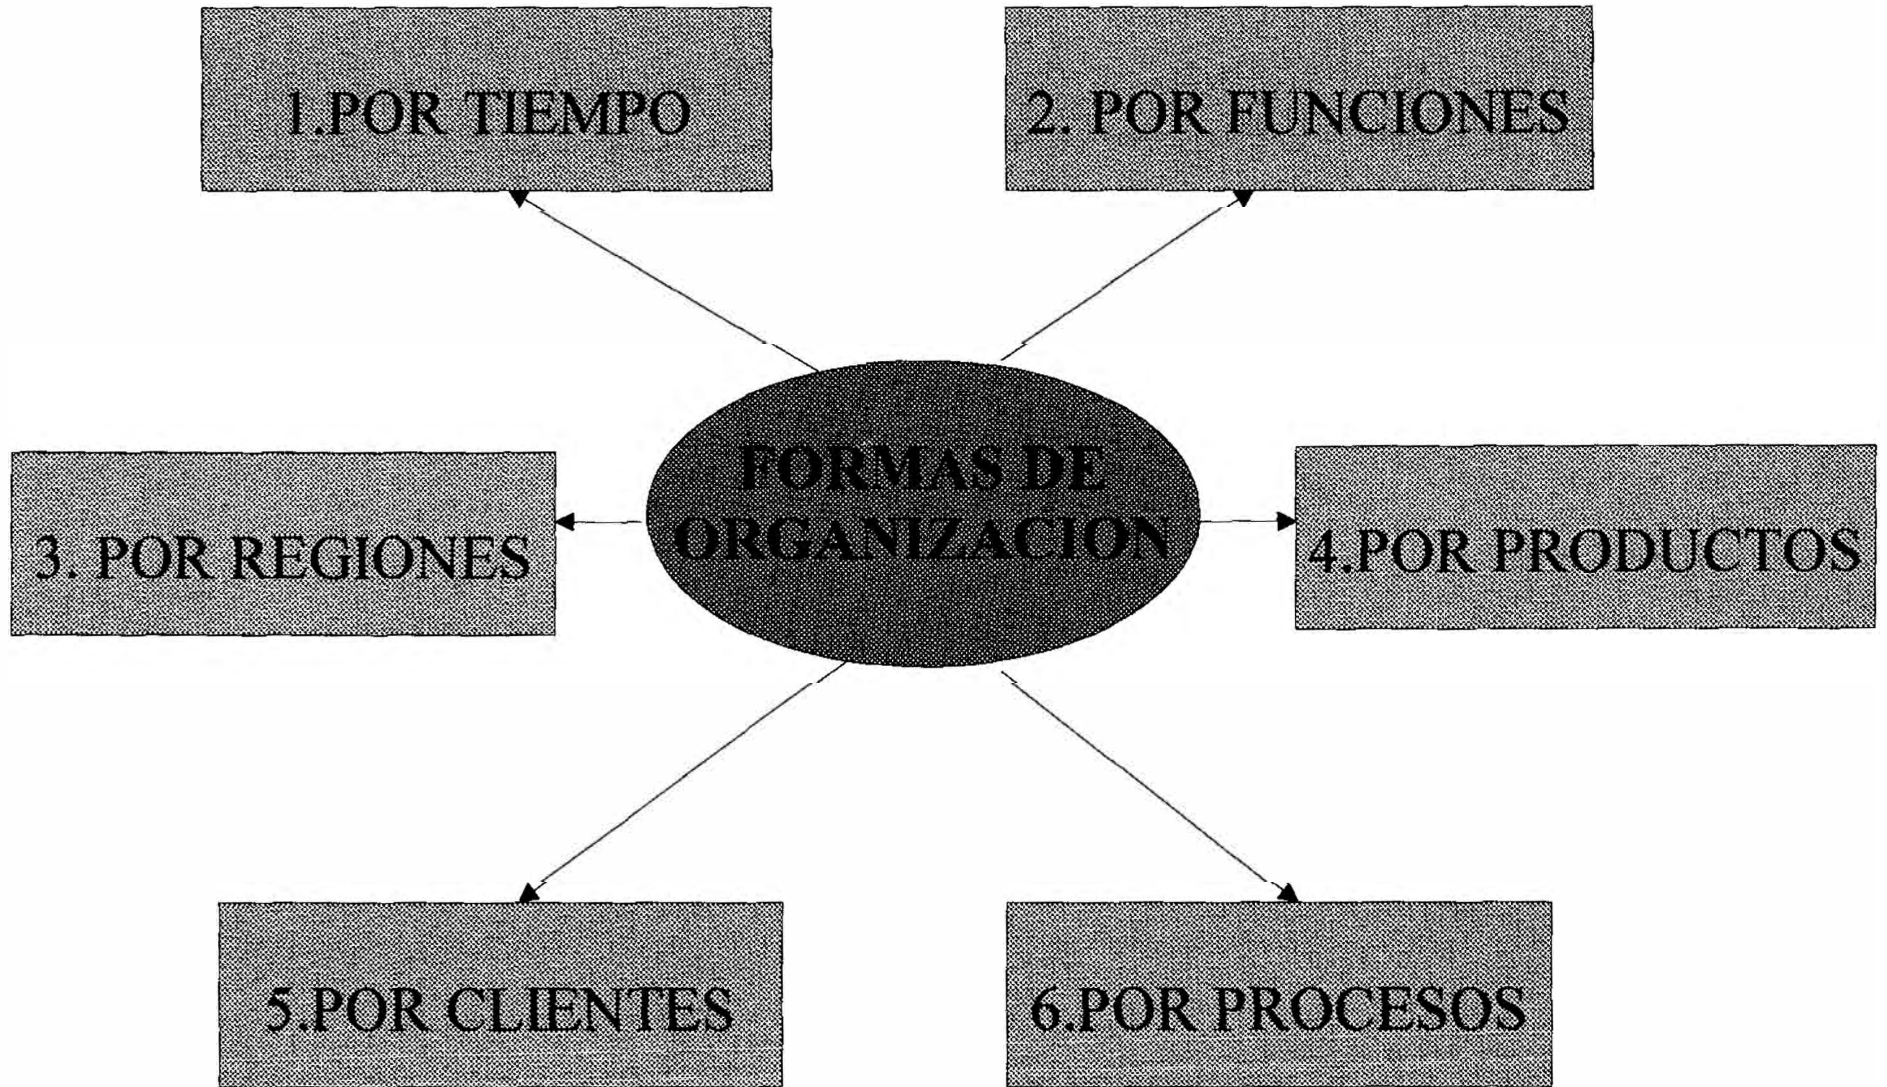 1.POR TIEMPO
2. POR FUNCIONES
FORMAS DE
ORGANIZACION
3. POR REGIONES
4.POR PRODUCTOS
5.POR CLIENTES
6.POR PROCESOS